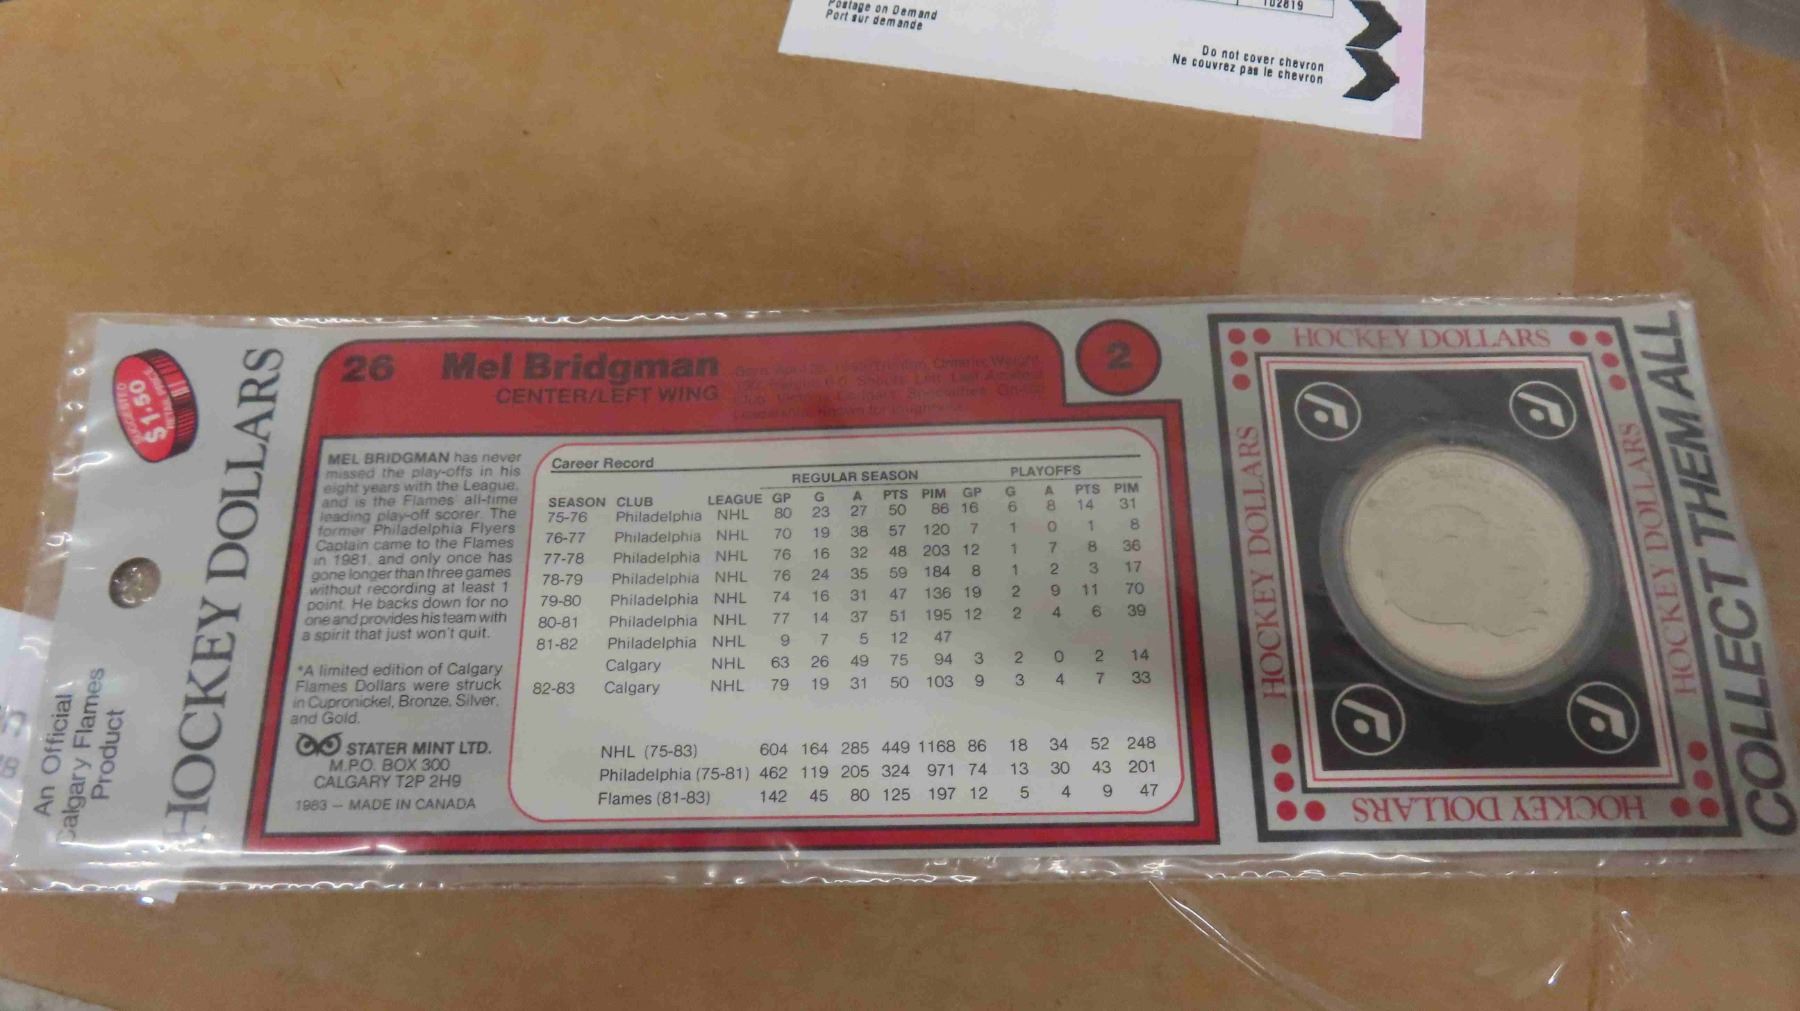 Postage on Demand
Port sur demande
102819
Do not cover chevron
Ne couvrez pas le chevron
SUGGESTED
RETAIL PRICE
$1.50
An Official
Calgary Flames
Product
HOCKEY DOLLARS
26 Mel Bridgman
CENTER/LEFT WING
2
MEL BRIDGMAN has never
missed the play-offs in his
eight years with the League,
and is the Flames' all-time
leading play-off scorer. The
former Philadelphia Flyers
Captain came to the Flames
in 1981, and only once has
gone longer than three games
without recording at least 1
point. He backs down for no
one and provides his team with
a spirit that just won't quit.
*A limited edition of Calgary
Flames Dollars were struck
in Cupronickel, Bronze, Silver,
and Gold.
STATER MINT LTD.
M.P.O. BOX 300
CALGARY T2P 2H9
1983 — MADE IN CANADA
Career Record
REGULAR SEASON PLAYOFFS
SEASON CLUB LEAGUE GP G A PTS PIM GP G A PTS PIM
75-76 Philadelphia NHL 80 23 27 50 86 16 6 8 14 31
76-77 Philadelphia NHL 70 19 38 57 120 7 1 0 1 8
77-78 Philadelphia NHL 76 16 32 48 203 12 1 7 8 36
78-79 Philadelphia NHL 76 24 35 59 184 8 1 2 3 17
79-80 Philadelphia NHL 74 16 31 47 136 19 2 9 11 70
80-81 Philadelphia NHL 77 14 37 51 195 12 2 4 6 39
81-82 Philadelphia NHL 9 7 5 12 47
Calgary NHL 63 26 49 75 94 3 2 0 2 14
82-83 Calgary NHL 79 19 31 50 103 9 3 4 7 33
NHL (75-83) 604 164 285 449 1168 86 18 34 52 248
Philadelphia (75-81) 462 119 205 324 971 74 13 30 43 201
Flames (81-83) 142 45 80 125 197 12 5 4 9 47
HOCKEY DOLLARS
HOCKEY DOLLARS
HOCKEY DOLLARS
HOCKEY DOLLARS
COLLECT THEM ALL